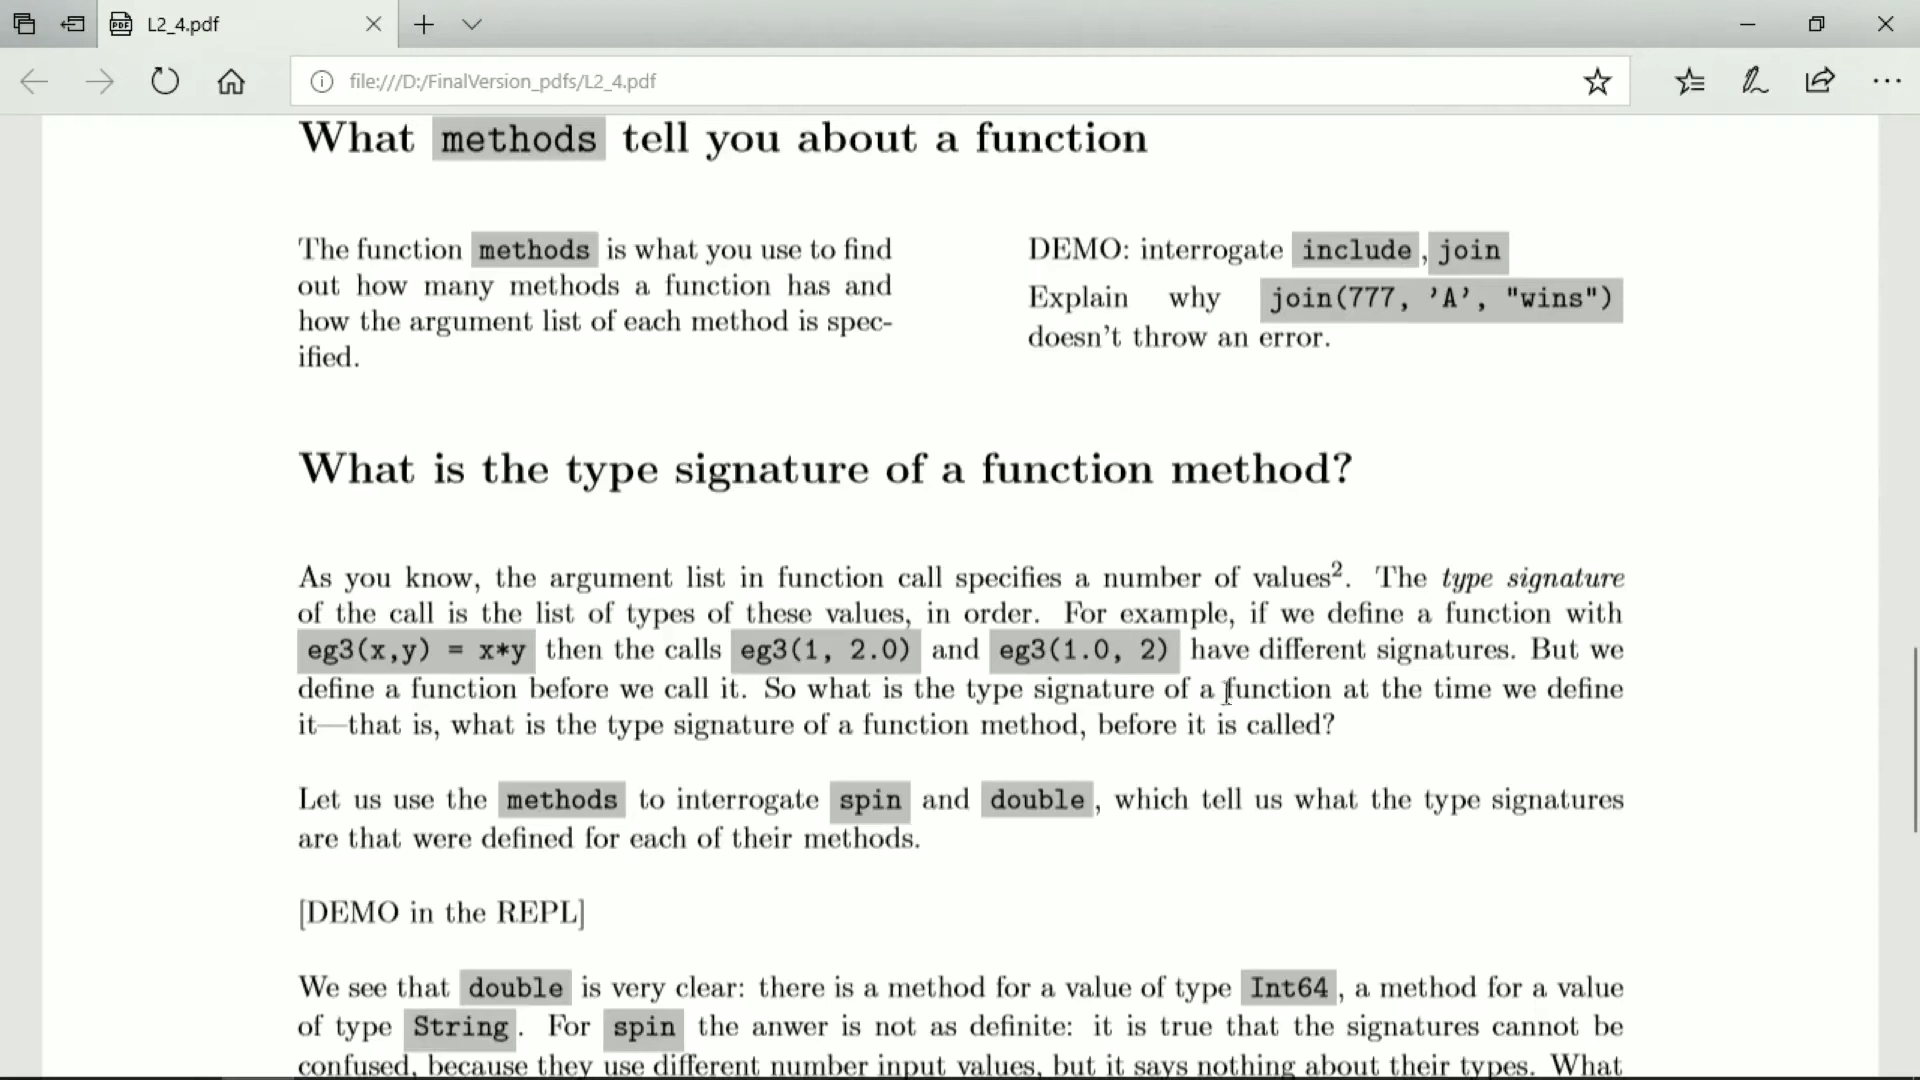 L2_4.pdf
file:///D:/FinalVersion_pdfs/L2_4.pdf
What methods tell you about a function
The function methods is what you use to find
out how many methods a function has and
how the argument list of each method is spec-
ified.
DEMO: interrogate include, join
Explain why join(777, ’A’, "wins")
doesn’t throw an error.
What is the type signature of a function method?
As you know, the argument list in function call specifies a number of values². The type signature
of the call is the list of types of these values, in order. For example, if we define a function with
eg3(x,y) = x*y then the calls eg3(1, 2.0) and eg3(1.0, 2) have different signatures. But we
define a function before we call it. So what is the type signature of a function at the time we define
it—that is, what is the type signature of a function method, before it is called?
Let us use the methods to interrogate spin and double, which tell us what the type signatures
are that were defined for each of their methods.
[DEMO in the REPL]
We see that double is very clear: there is a method for a value of type Int64, a method for a value
of type String. For spin the anwer is not as definite: it is true that the signatures cannot be
confused, because they use different number input values, but it says nothing about their types. What